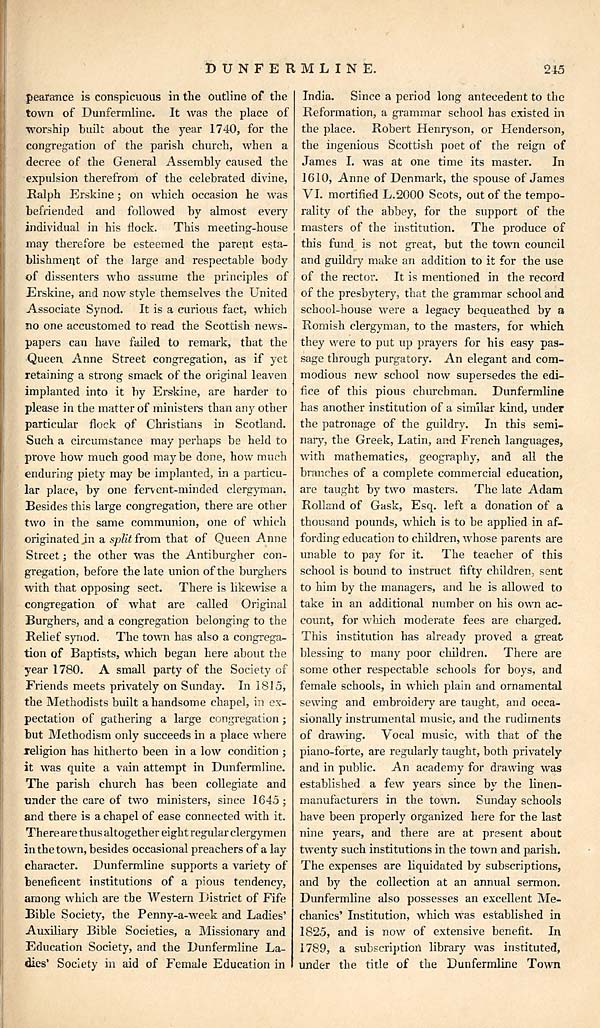 DUNFERMLINE.
245
pearance is conspicuous in the outline of the
town of Dunfermline. It was the place of
worship built about the year 1740, for the
congregation of the parish church, when a
decree of the General Assembly caused the
expulsion therefrom of the celebrated divine,
Ralph Erskine; on which occasion he was
befriended and followed by almost every
individual in his flock. This meeting-house
may therefore be esteemed the parent esta-
blishment of the large and respectable body
of dissenters who assume the principles of
Erskine, and now style themselves the United
Associate Synod. It is a curious fact, which
no one accustomed to read the Scottish news-
papers can have failed to remark, that the
Queen Anne Street congregation, as if yet
retaining a strong smack of the original leaven
implanted into it by Erskine, are harder to
please in the matter of ministers than any other
particular flock of Christians in Scotland.
Such a circumstance may perhaps be held to
prove how much good may be done, how much
enduring piety may be implanted, in a particu-
lar place, by one fervent-minded clergyman.
Besides this large congregation, there are other
two in the same communion, one of which
originated in a split from that of Queen Anne
Street; the other was the Antiburgher con-
gregation, before the late union of the burghers
with that opposing sect. There is likewise a
congregation of what are called Original
Burghers, and a congregation belonging to the
Relief synod. The town has also a congrega-
tion of Baptists, which began here about the
year 1780. A small party of the Society of
Friends meets privately on Sunday. In 1815,
the Methodists built a handsome chapel, in ex-
pectation of gathering a large congregation;
but Methodism only succeeds in a place where
religion has hitherto been in a low condition;
it was quite a vain attempt in Dunfermline.
The parish church has been collegiate and
under the care of two ministers, since 1645;
and there is a chapel of ease connected with it.
There are thus altogether eight regular clergymen
in the town, besides occasional preachers of a lay
character. Dunfermline supports a variety of
beneficent institutions of a pious tendency,
among which are the Western District of Fife
Bible Society, the Penny-a-week and Ladies'
Auxiliary Bible Societies, a Missionary and
Education Society, and the Dunfermline La-
dies' Society in aid of Female Education in
India. Since a period long antecedent to the
Reformation, a grammar school has existed in
the place. Robert Henryson, or Henderson,
the ingenious Scottish poet of the reign of
James I. was at one time its master. In
1610, Anne of Denmark, the spouse of James
VI. mortified L.2000 Scots, out of the tempo-
rality of the abbey, for the support of the
masters of the institution. The produce of
this fund is not great, but the town council
and guildry make an addition to it for the use
of the rector. It is mentioned in the record
of the presbytery, that the grammar school and
school-house were a legacy bequeathed by a
Romish clergyman, to the masters, for which
they were to put up prayers for his easy pas-
sage through purgatory. An elegant and com-
modious new school now supersedes the edi-
fice of this pious churchman. Dunfermline
has another institution of a similar kind, under
the patronage of the guildry. In this semi-
nary, the Greek, Latin, and French languages,
with mathematics, geography, and all the
branches of a complete commercial education,
are taught by two masters. The late Adam
Rolland of Gask, Esq. left a donation of a
thousand pounds, which is to be applied in af-
fording education to children, whose parents are
unable to pay for it. The teacher of this
school is bound to instruct fifty children, sent
to him by the managers, and he is allowed to
take in an additional number on his own ac-
count, for which moderate fees are charged.
This institution has already proved a great
blessing to many poor children. There are
some other respectable schools for boys, and
female schools, in which plain and ornamental
sewing and embroidery are taught, and occa-
sionally instrumental music, and the rudiments
of drawing. Vocal music, with that of the
piano-forte, are regularly taught, both privately
and in public. An academy for drawing was
established a few years since by the linen-
manufacturers in the town. Sunday schools
have been properly organized here for the last
nine years, and there are at present about
twenty such institutions in the town and parish.
The expenses are liquidated by subscriptions,
and by the collection at an annual sermon.
Dunfermline also possesses an excellent Me-
chanics' Institution, which was established in
1825, and is now of extensive benefit. In
1789, a subscription library was instituted,
under the title of the Dunfermline Town